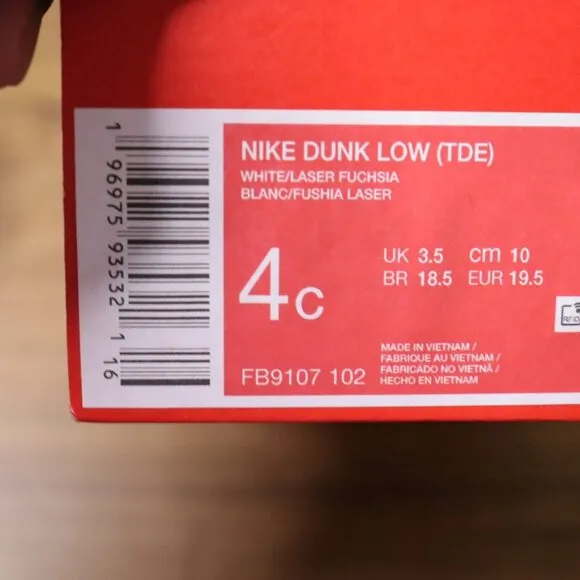 1 96975 93532 1 16
NIKE DUNK LOW (TDE)
WHITE/LASER FUCHSIA
BLANC/FUSHIA LASER
4c
UK 3.5 cm 10
BR 18.5 EUR 19.5
RFID
FB9107 102
MADE IN VIETNAM /
FABRIQUE AU VIETNAM /
FABRICADO NO VIETNÃ /
HECHO EN VIETNAM